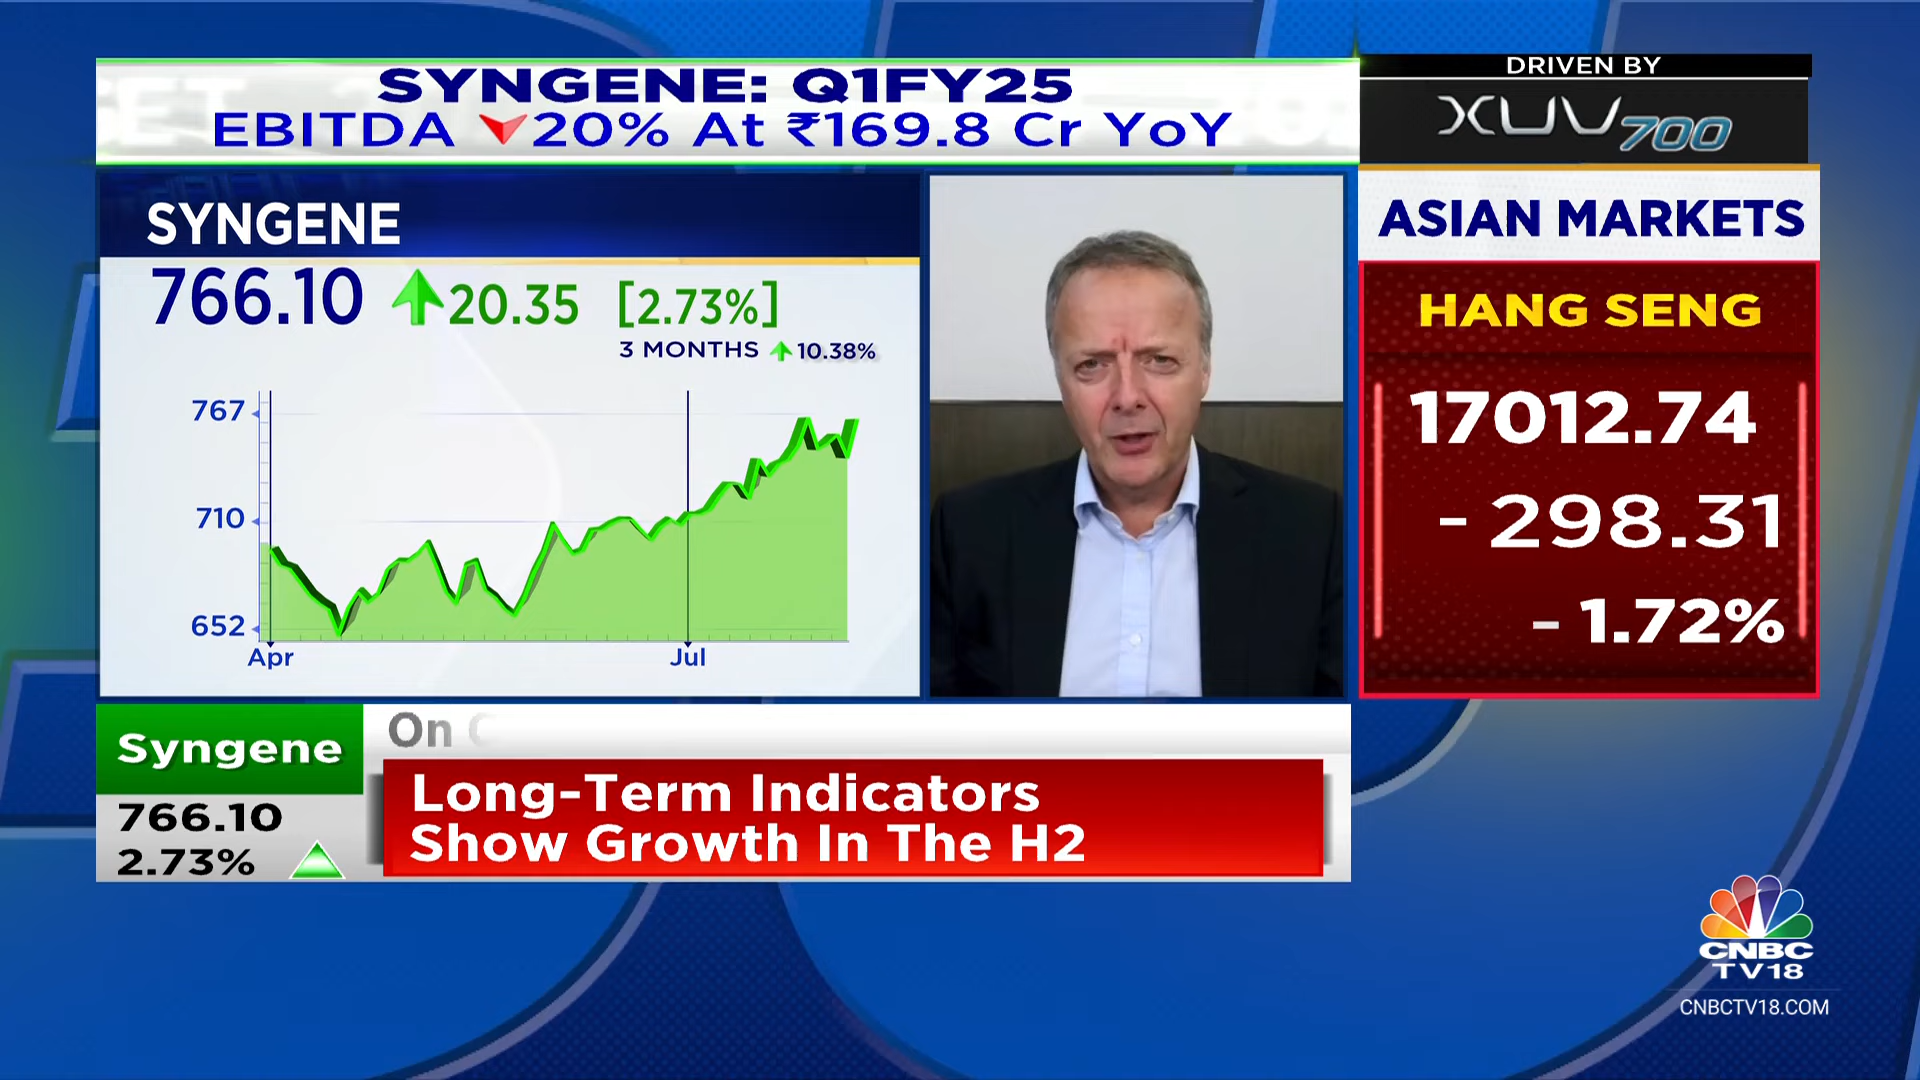 SYNGENE: Q1FY25
EBITDA 20% At ₹169.8 Cr YoY
DRIVEN BY
XUV700
SYNGENE
766.10 20.35 [2.73%]
3 MONTHS 10.38%
767
710
652
Apr Jul
ASIAN MARKETS
HANG SENG
17012.74
- 298.31
- 1.72%
Syngene
766.10
2.73%
On
Long-Term Indicators
Show Growth In The H2
CNBC
TV18
CNBCTV18.COM